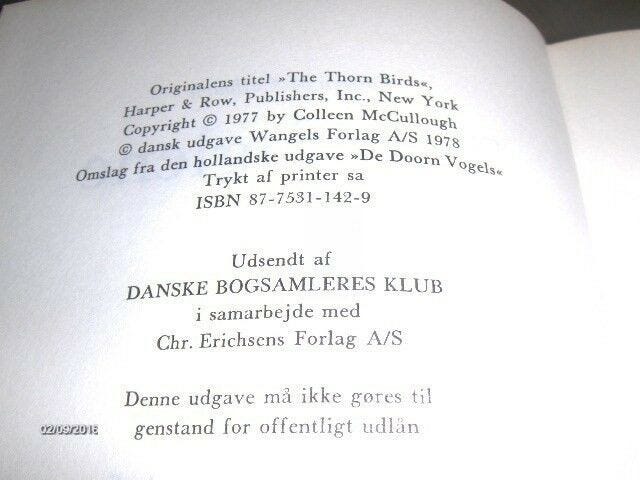 Originalens titel »The Thorn Birds«,
Harper & Row, Publishers, Inc., New York
Copyright © 1977 by Colleen McCullough
© dansk udgave Wangels Forlag A/S 1978
Omslag fra den hollandske udgave »De Doorn Vogels«
Trykt af printer sa
ISBN 87-7531-142-9
Udsendt af
DANSKE BOGSAMLERES KLUB
i samarbejde med
Chr. Erichsens Forlag A/S
Denne udgave må ikke gøres til
genstand for offentligt udlån
02/09/2016